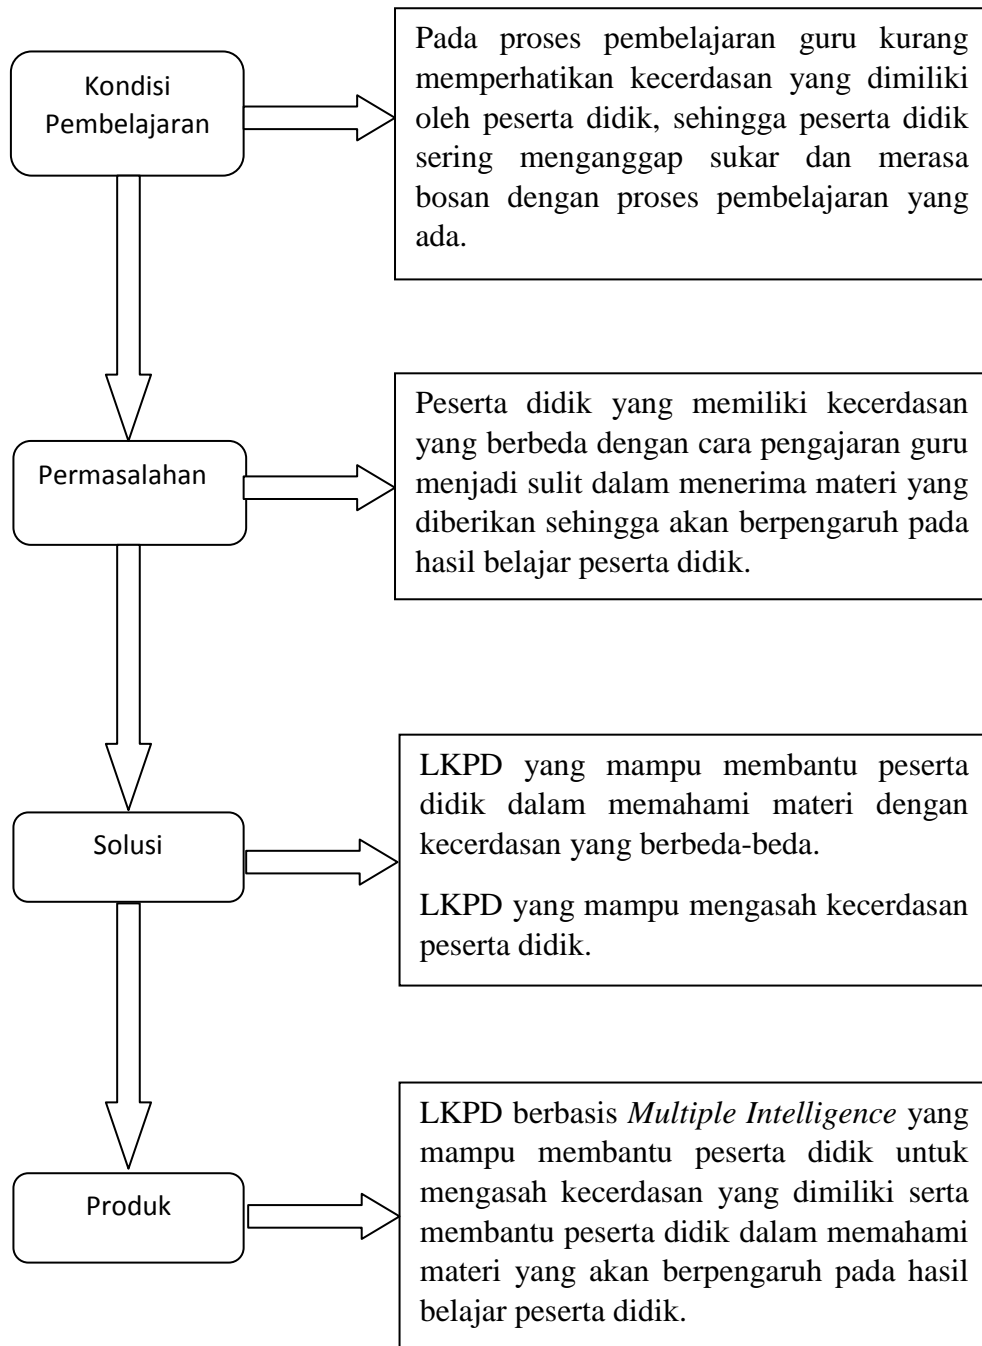 Kondisi
Pembelajaran
Pada proses pembelajaran guru kurang
memperhatikan kecerdasan yang dimiliki
oleh peserta didik, sehingga peserta didik
sering menganggap sukar dan merasa
bosan dengan proses pembelajaran yang
ada.
Permasalahan
Peserta didik yang memiliki kecerdasan
yang berbeda dengan cara pengajaran guru
menjadi sulit dalam menerima materi yang
diberikan sehingga akan berpengaruh pada
hasil belajar peserta didik.
Solusi
LKPD yang mampu membantu peserta
didik dalam memahami materi dengan
kecerdasan yang berbeda-beda.
LKPD yang mampu mengasah kecerdasan
peserta didik.
Produk
LKPD berbasis Multiple Intelligence yang
mampu membantu peserta didik untuk
mengasah kecerdasan yang dimiliki serta
membantu peserta didik dalam memahami
materi yang akan berpengaruh pada hasil
belajar peserta didik.